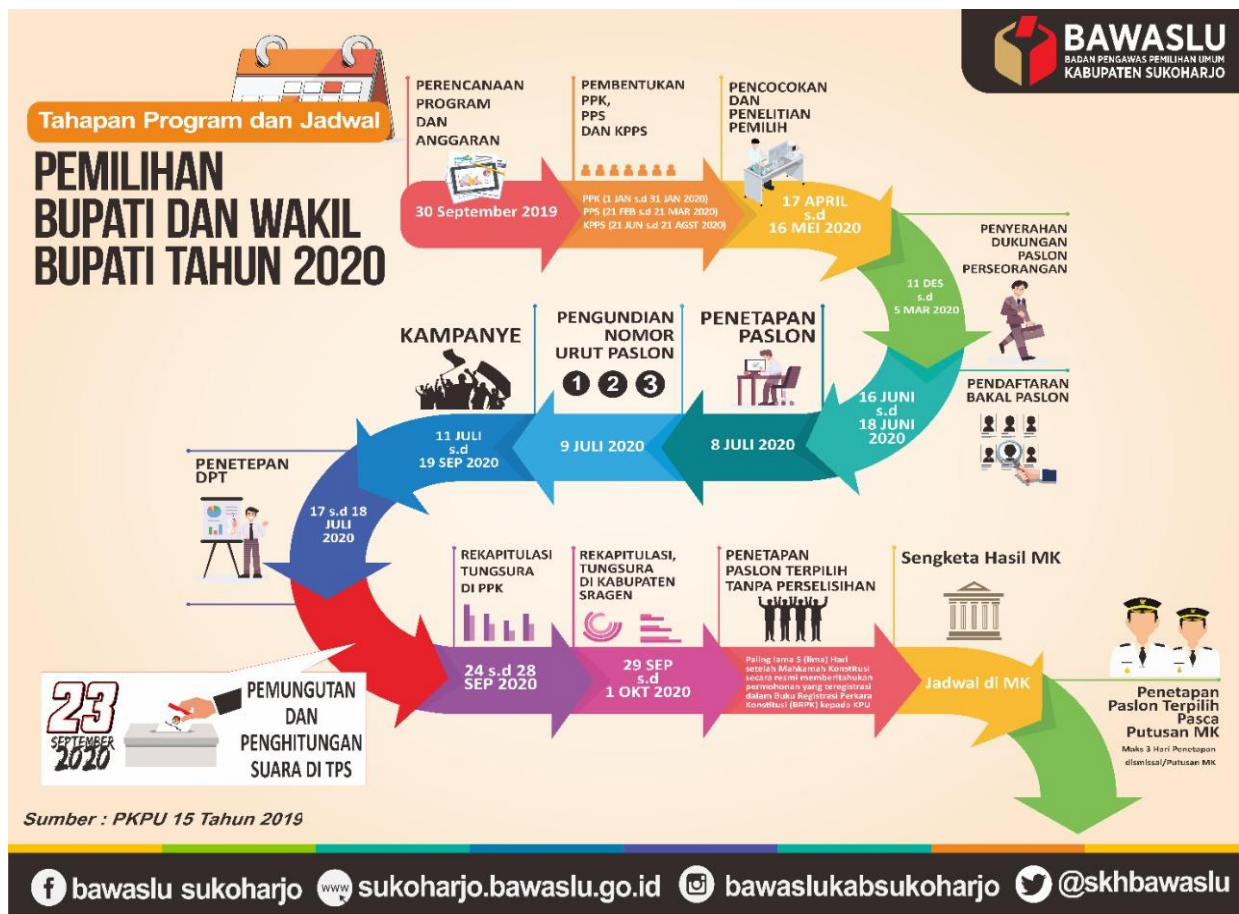 BAWASLU
BADAN PENGAWAS PEMILIHAN UMUM
KABUPATEN SUKOHARJO
Tahapan Program dan Jadwal
PEMILIHAN
BUPATI DAN WAKIL
BUPATI TAHUN 2020
PERENCANAAN
PROGRAM
DAN
ANGGARAN
30 September 2019
PEMBENTUKAN
PPK,
PPS
DAN KPPS
PPK (1 JAN s.d 31 JAN 2020)
PPS (21 FEB s.d 21 MAR 2020)
KPPS (21 JUN s.d 21 AGST 2020)
PENCOCOKAN
DAN
PENELITIAN
PEMILIH
17 APRIL
s.d
16 MEI 2020
PENYERAHAN
DUKUNGAN
PASLON
PERSEORANGAN
11 DES
s.d
5 MAR 2020
PENDAFTARAN
BAKAL PASLON
16 JUNI
s.d
18 JUNI
2020
PENETAPAN
PASLON
8 JULI 2020
PENGUNDIAN
NOMOR
URUT PASLON
1 2 3
9 JULI 2020
KAMPANYE
11 JULI
s.d
19 SEP 2020
PENETEPAN
DPT
17 s.d 18
JULI
2020
23
SEPTEMBER
2020
PEMUNGUTAN
DAN
PENGHITUNGAN
SUARA DI TPS
REKAPITULASI
TUNGSURA
DI PPK
24 s.d 28
SEP 2020
REKAPITULASI,
TUNGSURA
DI KABUPATEN
SRAGEN
29 SEP
s.d
1 OKT 2020
PENETAPAN
PASLON TERPILIH
TANPA PERSELISIHAN
Paling lama 5 (lima) Hari
setelah Mahkamah Konstitusi
secara resmi memberitahukan
permohonan yang teregistrasi
dalam Buku Registrasi Perkara
Konstitusi (BRPK) kepada KPU
Sengketa Hasil MK
Jadwal di MK
Penetapan
Paslon Terpilih
Pasca
Putusan MK
Maks 3 Hari Penetapan
dismissal/Putusan MK
Sumber : PKPU 15 Tahun 2019
f bawaslu sukoharjo www sukoharjo.bawaslu.go.id bawaslukabsukoharjo @skhbawaslu